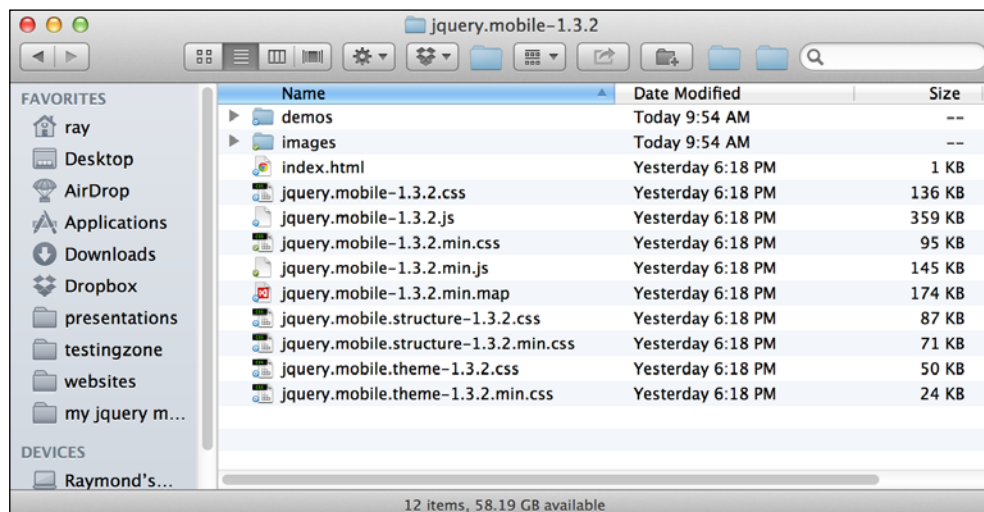 jquery.mobile-1.3.2
FAVORITES
ray
Desktop
AirDrop
Applications
Downloads
Dropbox
presentations
testingzone
websites
my jquery m...
DEVICES
Raymond's...
Name Date Modified Size
demos Today 9:54 AM --
images Today 9:54 AM --
index.html Yesterday 6:18 PM 1 KB
jquery.mobile-1.3.2.css Yesterday 6:18 PM 136 KB
jquery.mobile-1.3.2.js Yesterday 6:18 PM 359 KB
jquery.mobile-1.3.2.min.css Yesterday 6:18 PM 95 KB
jquery.mobile-1.3.2.min.js Yesterday 6:18 PM 145 KB
jquery.mobile-1.3.2.min.map Yesterday 6:18 PM 174 KB
jquery.mobile.structure-1.3.2.css Yesterday 6:18 PM 87 KB
jquery.mobile.structure-1.3.2.min.css Yesterday 6:18 PM 71 KB
jquery.mobile.theme-1.3.2.css Yesterday 6:18 PM 50 KB
jquery.mobile.theme-1.3.2.min.css Yesterday 6:18 PM 24 KB
12 items, 58.19 GB available